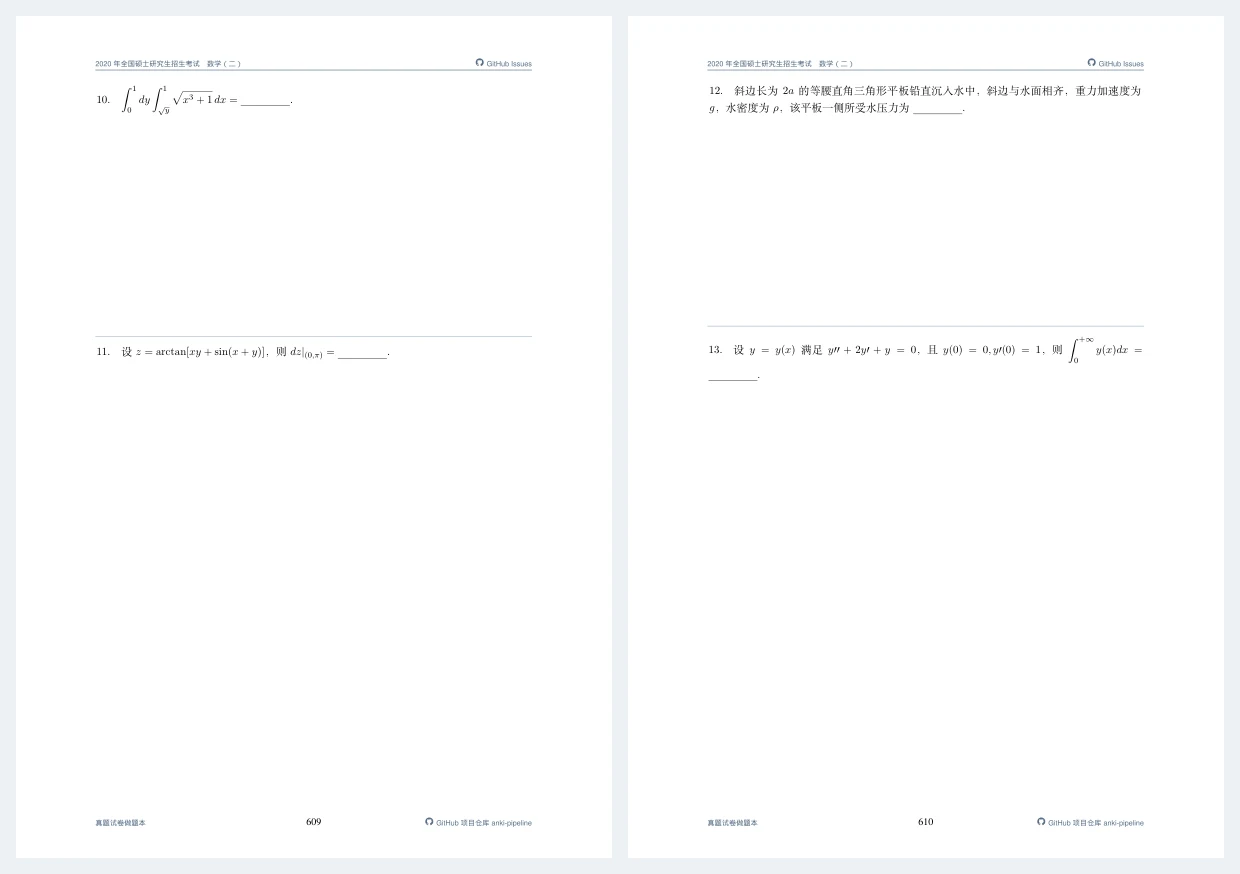 2020 年全国硕士研究生招生考试 数学(二) GitHub Issues
10. ∫_0^1 dy ∫_{√y}^1 √(x³ + 1) dx = ________.
11. 设 z = arctan[xy + sin(x + y)],则 dz|_{(0,π)} = ________.
真题试卷做题本 609 GitHub 项目仓库 anki-pipeline
2020 年全国硕士研究生招生考试 数学(二) GitHub Issues
12. 斜边长为 2a 的等腰直角三角形平板铅直沉入水中,斜边与水面相齐,重力加速度为
g,水密度为 ρ,该平板一侧所受水压力为 ________.
13. 设 y = y(x) 满足 y′′ + 2y′ + y = 0,且 y(0) = 0, y′(0) = 1,则 ∫_0^{+∞} y(x)dx =
________.
真题试卷做题本 610 GitHub 项目仓库 anki-pipeline